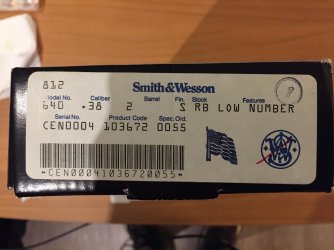 812 Smith & Wesson
Model No. Caliber Barrel Fin. Stock Features
640 .38 2 S RB LOW NUMBER
Serial No. Product Code Spec. Ord.
CEN0004 103672 0055
*CEN00041036720055*